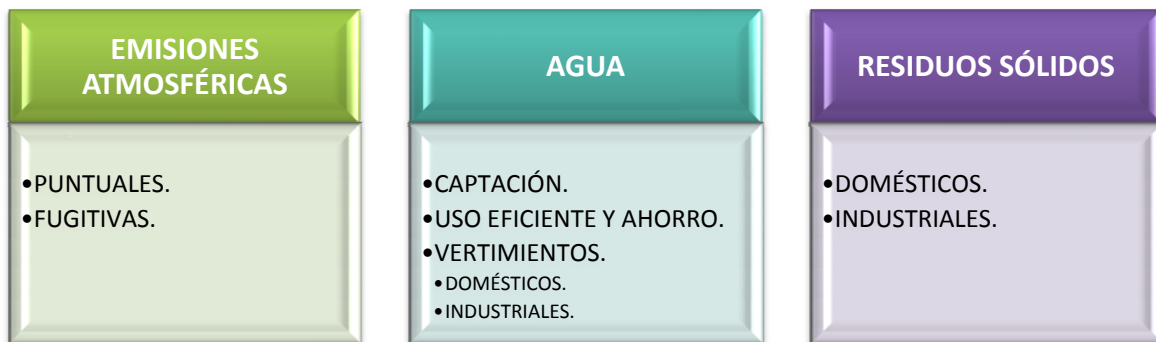 EMISIONES
ATMOSFÉRICAS
•PUNTUALES.
•FUGITIVAS.
AGUA
•CAPTACIÓN.
•USO EFICIENTE Y AHORRO.
•VERTIMIENTOS.
•DOMÉSTICOS.
•INDUSTRIALES.
RESIDUOS SÓLIDOS
•DOMÉSTICOS.
•INDUSTRIALES.